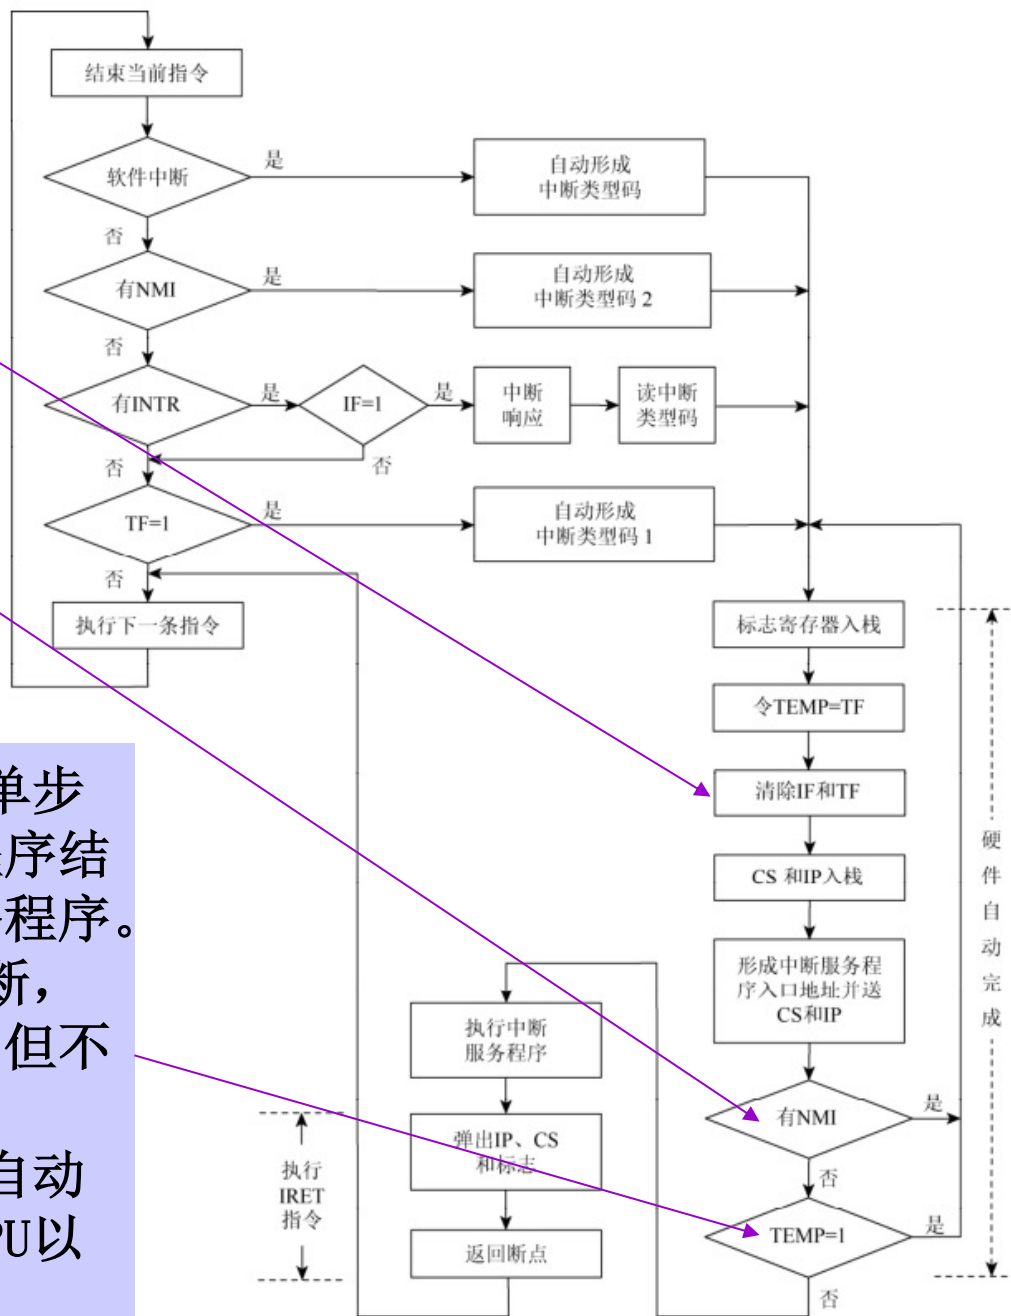 结束当前指令
软件中断
是
自动形成
中断类型码
否
有NMI
是
自动形成
中断类型码 2
否
有INTR
是
IF=1
是
中断
响应
读中断
类型码
否
否
TF=1
是
自动形成
中断类型码 1
否
执行下一条指令
标志寄存器入栈
令TEMP=TF
清除IF和TF
CS 和IP入栈
形成中断服务程
序入口地址并送
CS和IP
有NMI
是
否
TEMP=1
是
否
硬
件
自
动
完
成
执行中断
服务程序
弹出IP、CS
和标志
返回断点
执行
IRET
指令
单步
序结
程序。
断，
但不
自动
PU以